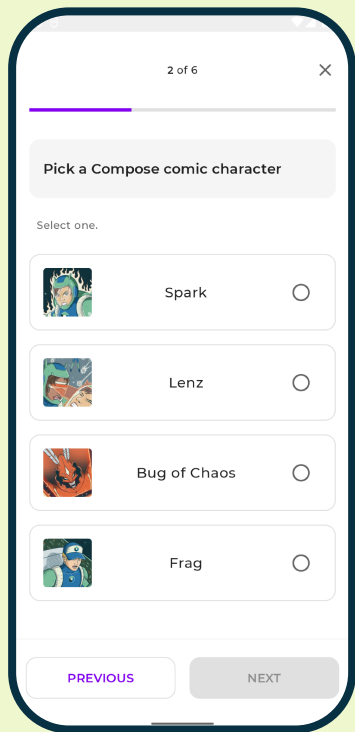 2 of 6
Pick a Compose comic character
Select one.
Spark
Lenz
Bug of Chaos
Frag
PREVIOUS
NEXT